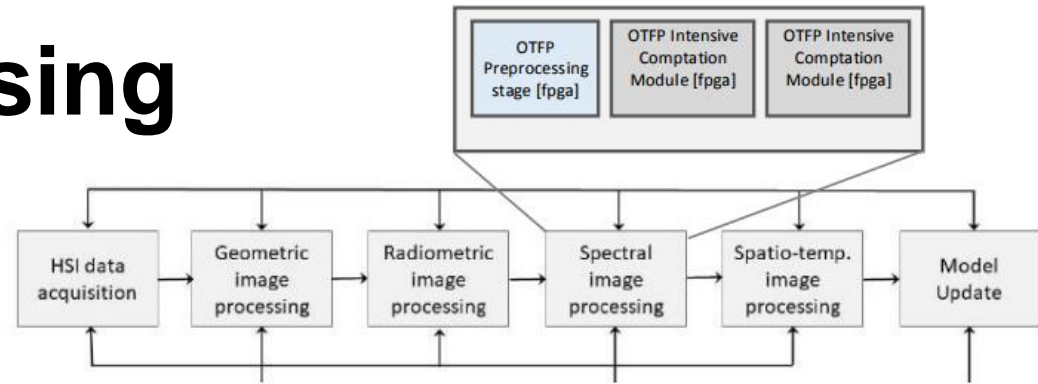 sing
OTFP
Preprocessing
stage [fpga]
OTFP Intensive
Comptation
Module [fpga]
OTFP Intensive
Comptation
Module [fpga]
HSI data
acquisition
Geometric
image
processing
Radiometric
image
processing
Spectral
image
processing
Spatio-temp.
image
processing
Model
Update